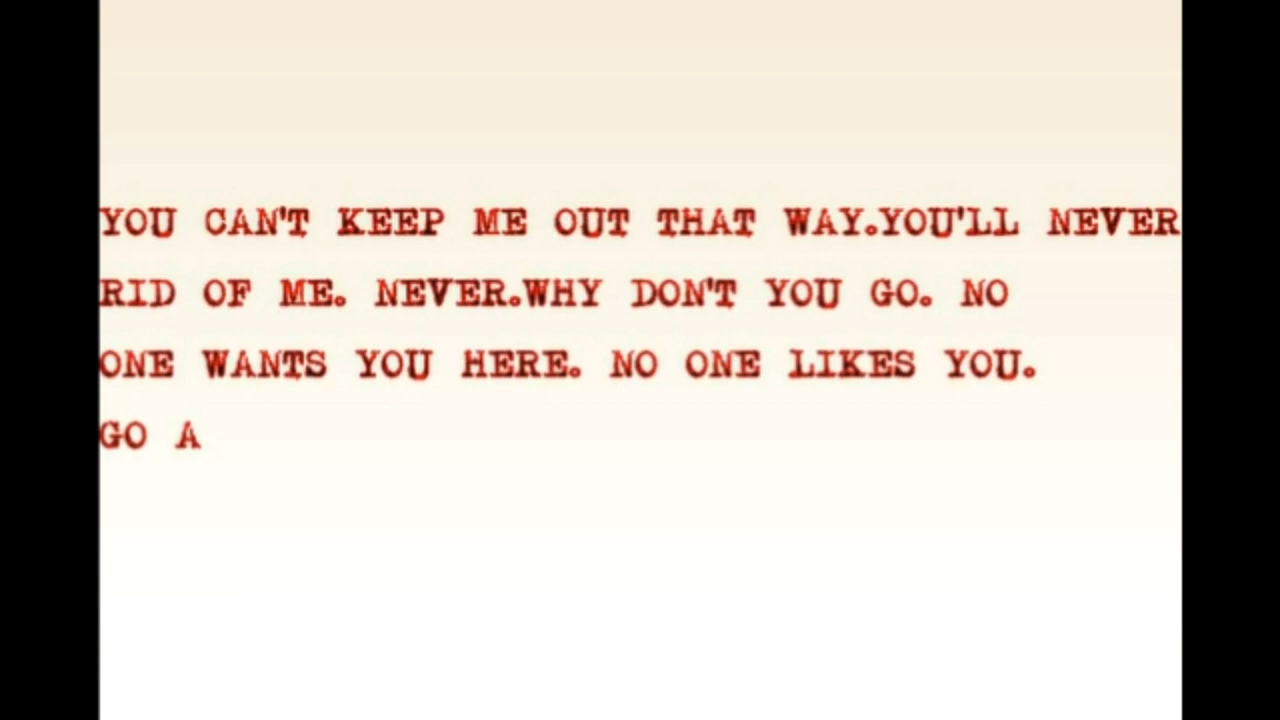 YOU CAN'T KEEP ME OUT THAT WAY.YOU'LL NEVER
RID OF ME. NEVER.WHY DON'T YOU GO. NO
ONE WANTS YOU HERE. NO ONE LIKES YOU.
GO A